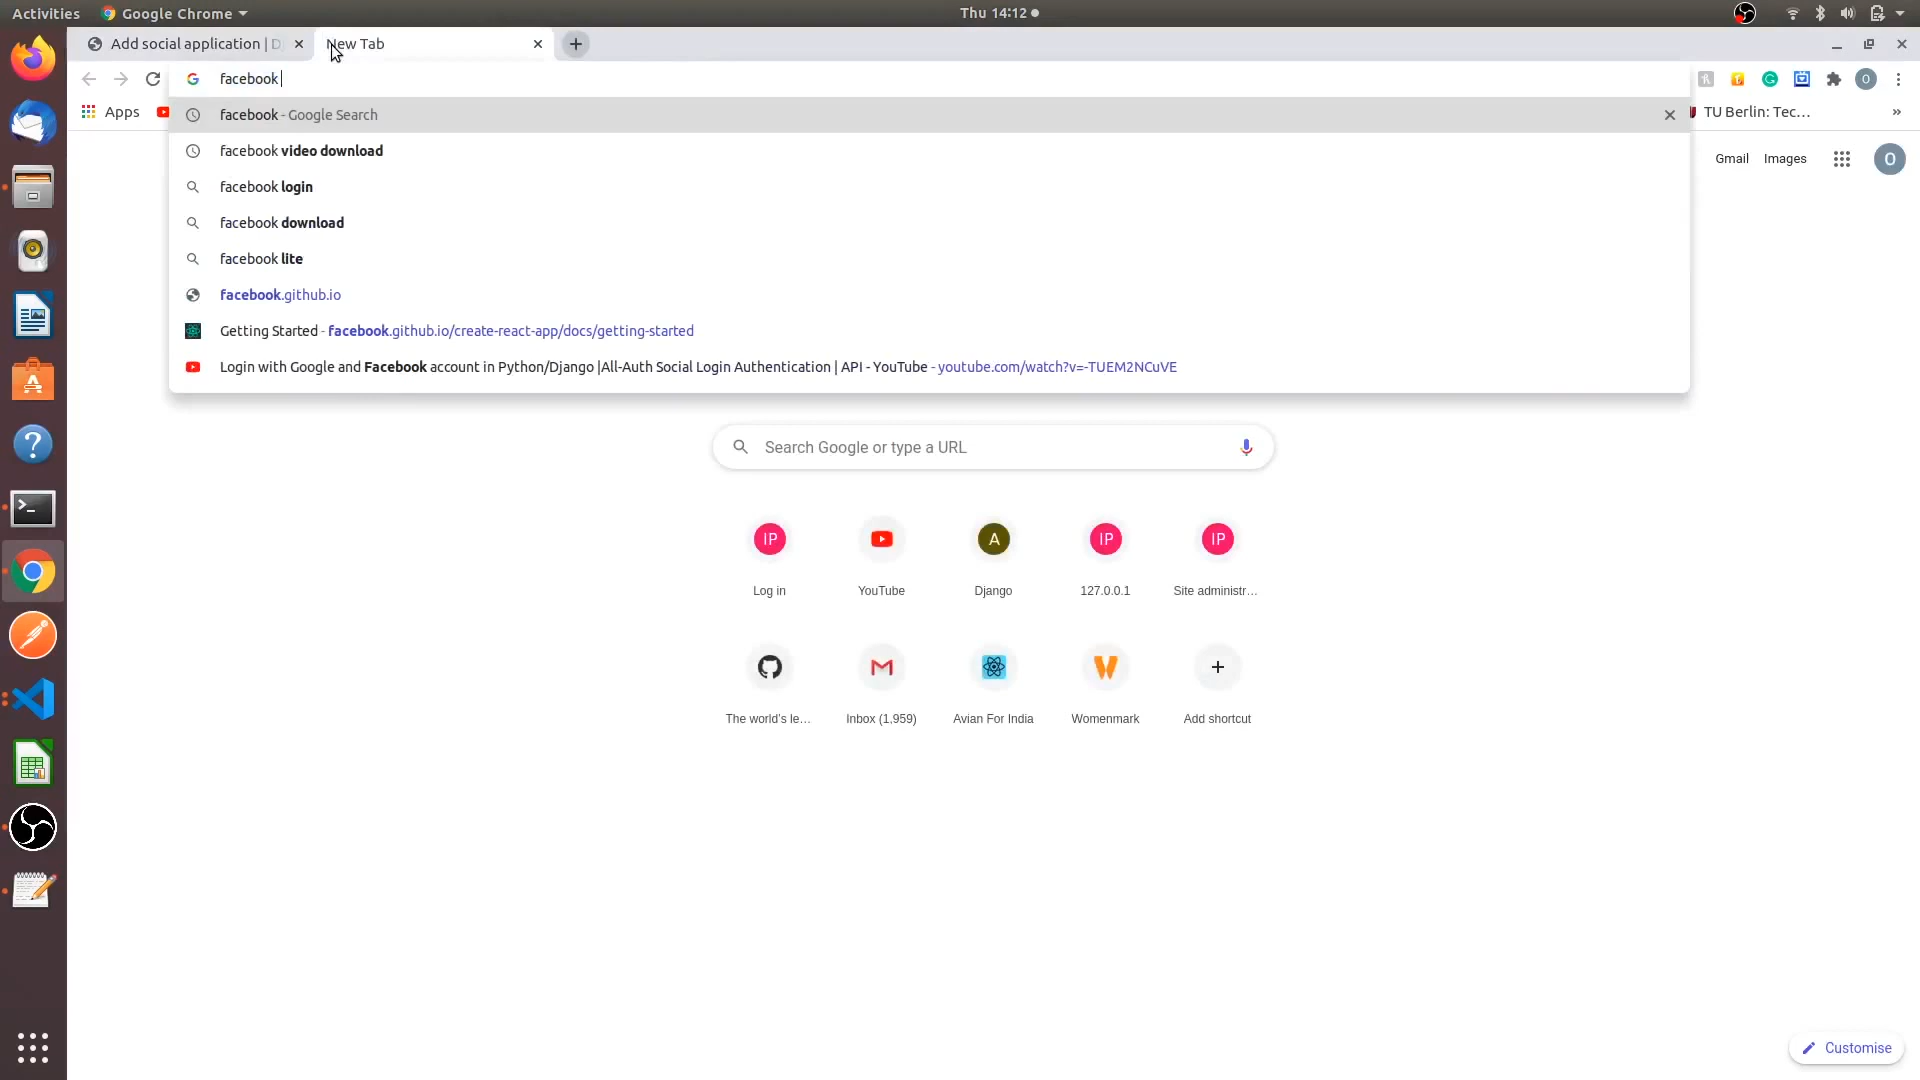 Activities
Google Chrome
Thu 14:12
Add social application | D
New Tab
facebook
Apps
TU Berlin: Tec...
facebook - Google Search
facebook video download
facebook login
facebook download
facebook lite
facebook.github.io
Getting Started - facebook.github.io/create-react-app/docs/getting-started
Login with Google and Facebook account in Python/Django |All-Auth Social Login Authentication | API - YouTube - youtube.com/watch?v=-TUEM2NCuVE
Gmail Images
O
O
Search Google or type a URL
IP
A
IP
IP
Log in
YouTube
Django
127.0.0.1
Site administr...
The world's le...
Inbox (1,959)
Avian For India
Womenmark
Add shortcut
Customise